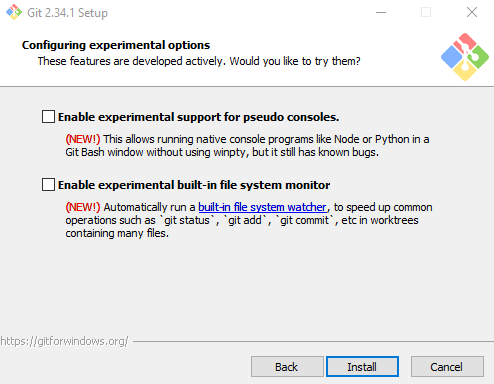 Git 2.34.1 Setup
Configuring experimental options
These features are developed actively. Would you like to try them?
Enable experimental support for pseudo consoles.
(NEW!) This allows running native console programs like Node or Python in a
Git Bash window without using winpty, but it still has known bugs.
Enable experimental built-in file system monitor
(NEW!) Automatically run a built-in file system watcher, to speed up common
operations such as `git status`, `git add`, `git commit`, etc in worktrees
containing many files.
https://gitforwindows.org/
Back
Install
Cancel